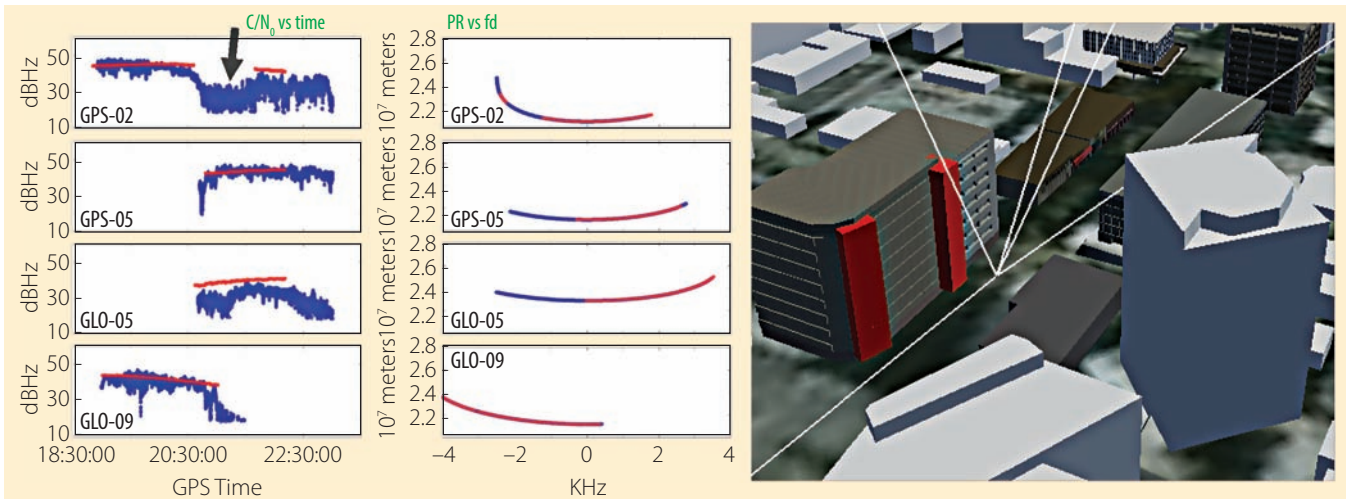 C/N₀ vs time
50
30
10
dBHz
GPS-02
50
30
10
dBHz
GPS-05
50
30
10
dBHz
GLO-05
50
30
10
dBHz
GLO-09
18:30:00 20:30:00 22:30:00
GPS Time
PR vs fd
2.8
2.6
2.4
2.2
10⁷ meters
GPS-02
2.8
2.6
2.4
2.2
10⁷ meters
GPS-05
2.8
2.6
2.4
2.2
10⁷ meters
GLO-05
2.8
2.6
2.4
2.2
10⁷ meters
GLO-09
−4 −2 0 2 4
KHz